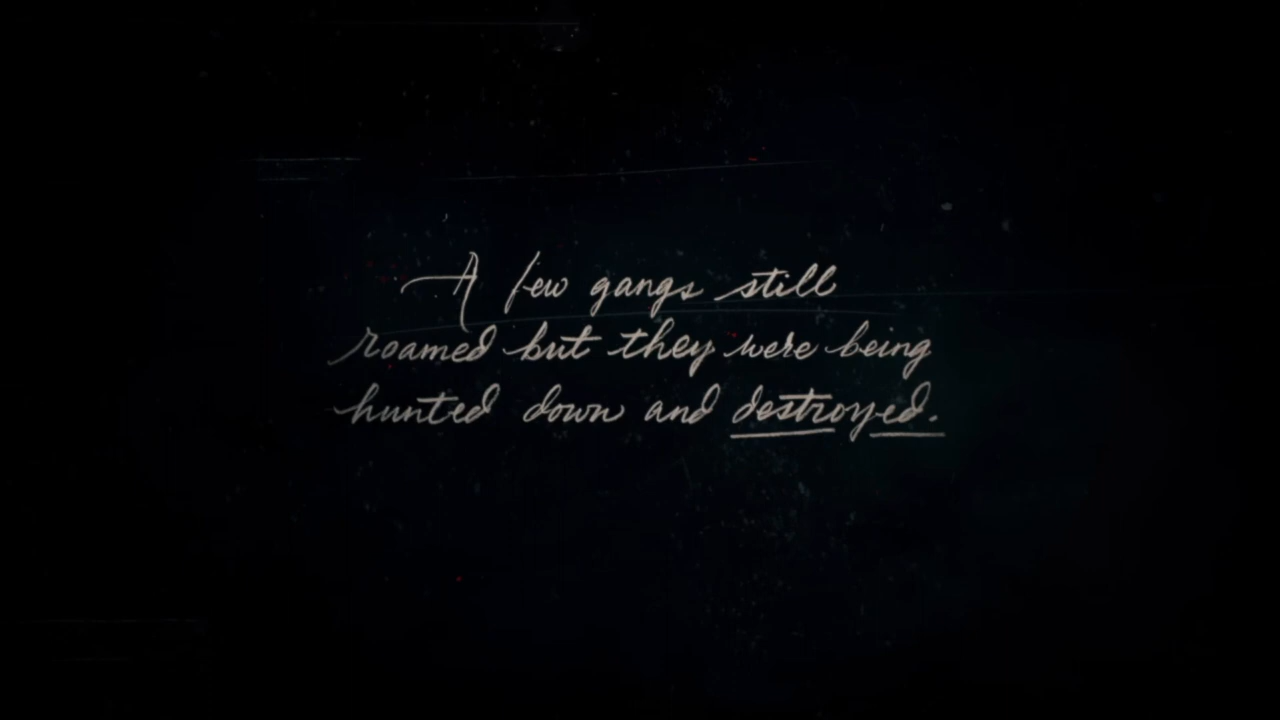 A few gangs still
roamed but they were being
hunted down and destroyed.